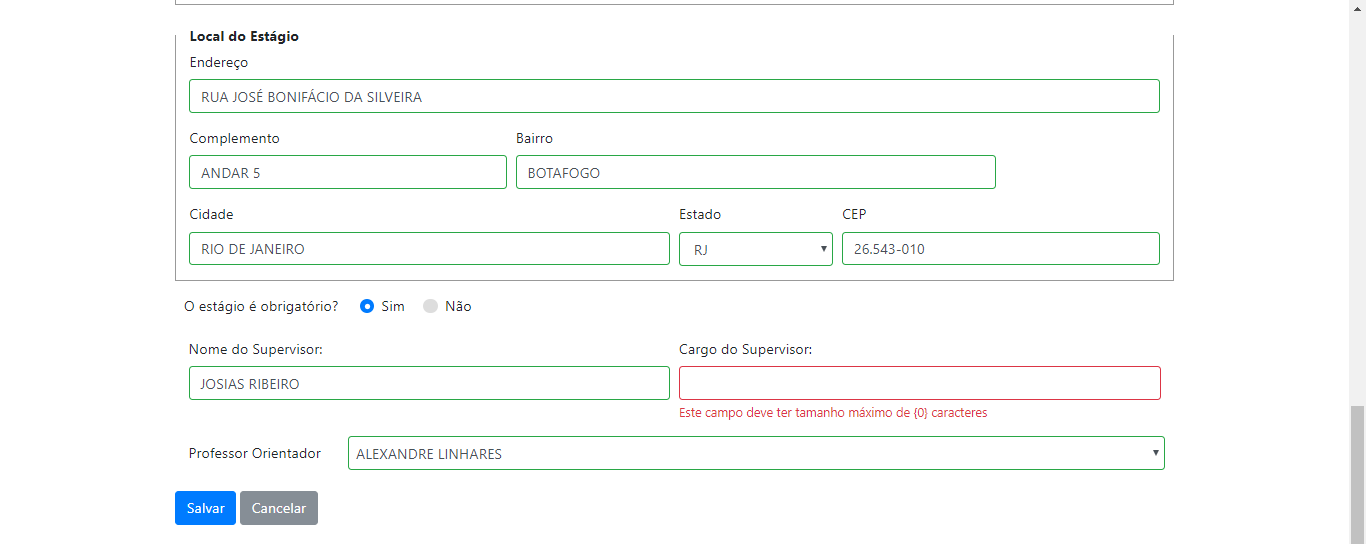 Local do Estágio
Endereço
RUA JOSÉ BONIFÁCIO DA SILVEIRA
Complemento Bairro
ANDAR 5 BOTAFOGO
Cidade Estado CEP
RIO DE JANEIRO RJ 26.543-010
O estágio é obrigatório? Sim Não
Nome do Supervisor: Cargo do Supervisor:
JOSIAS RIBEIRO
Este campo deve ter tamanho máximo de {0} caracteres
Professor Orientador ALEXANDRE LINHARES
Salvar Cancelar